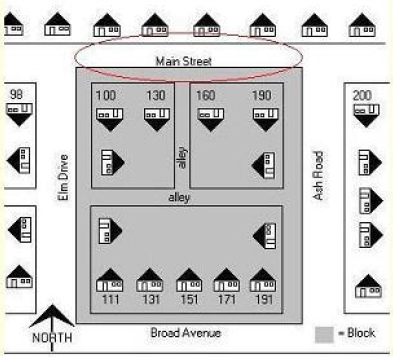 Main Street
98
100
130
160
190
200
alley
Elm Drive
Ash Road
alley
111
131
151
171
191
NORTH
Broad Avenue
= Block